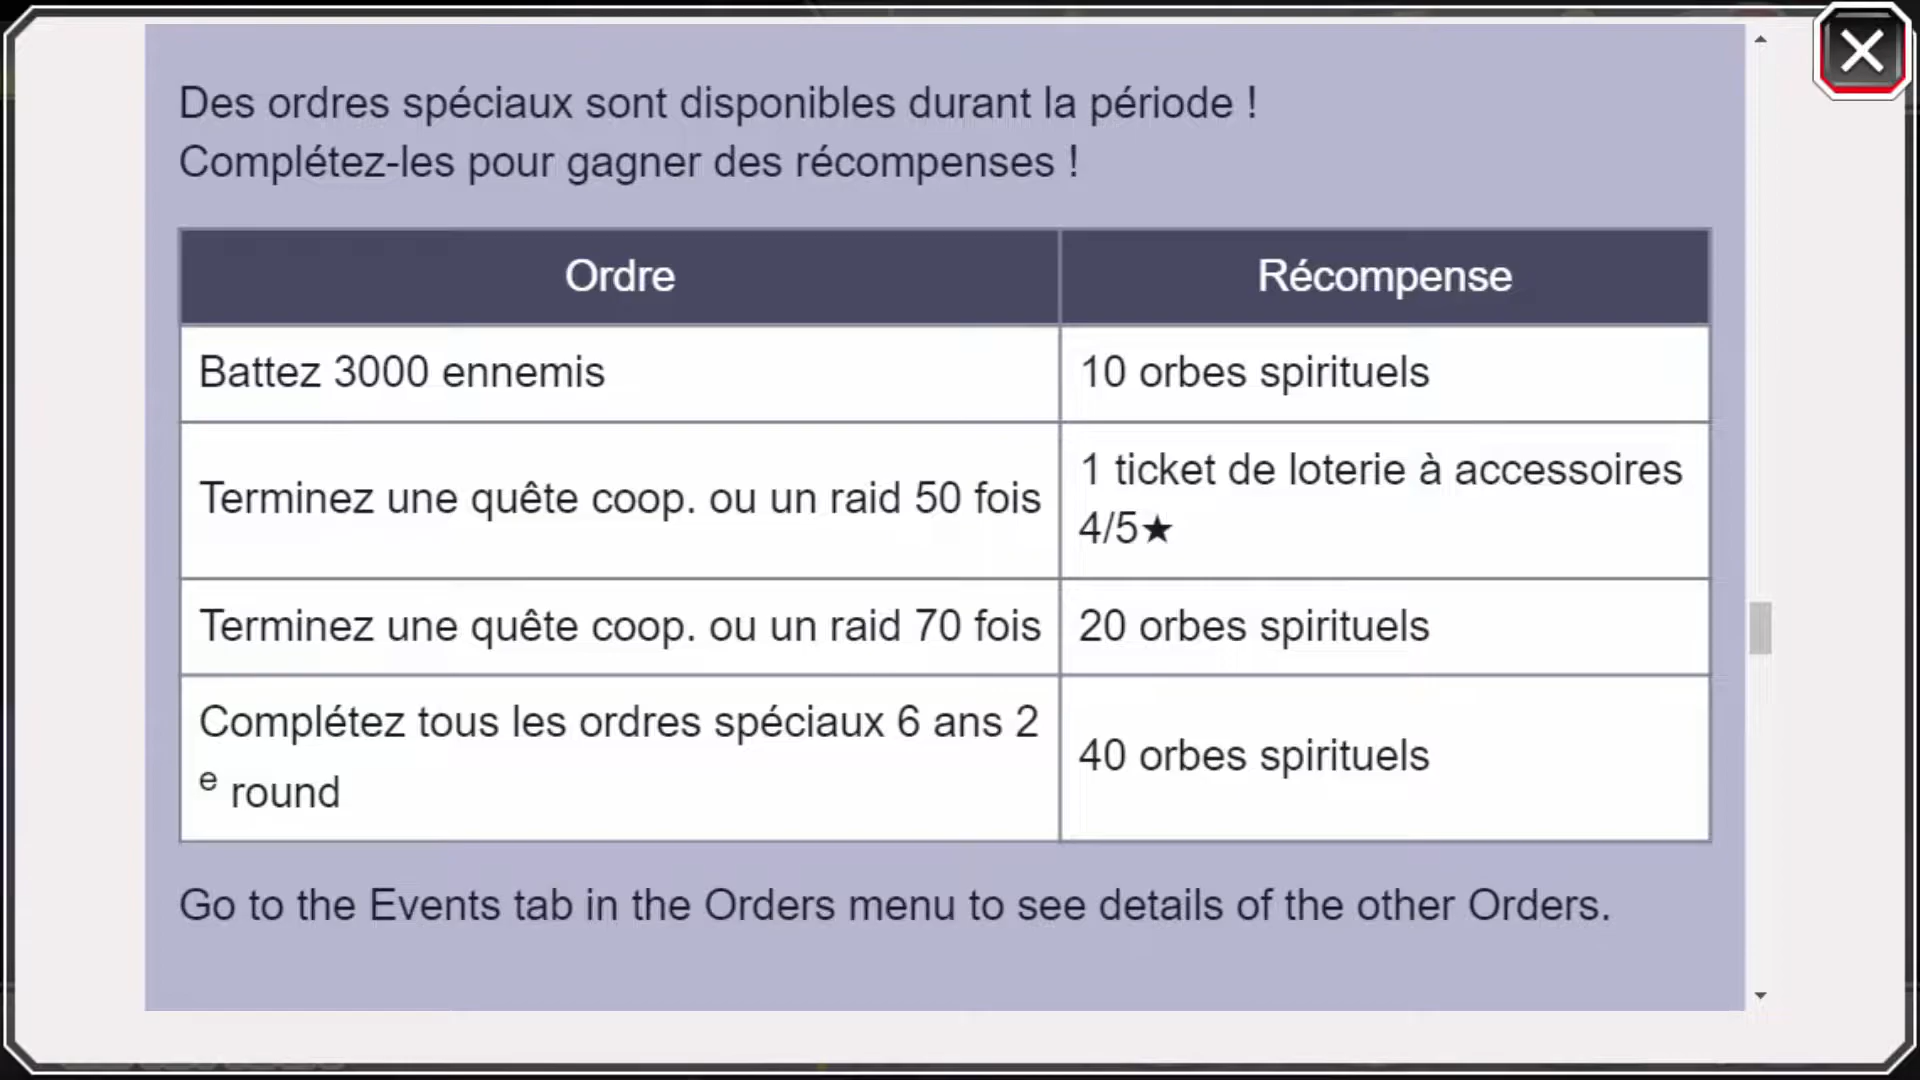 Des ordres spéciaux sont disponibles durant la période !
Complétez-les pour gagner des récompenses !
Ordre
Récompense
Battez 3000 ennemis
10 orbes spirituels
Terminez une quête coop. ou un raid 50 fois
1 ticket de loterie à accessoires
4/5★
Terminez une quête coop. ou un raid 70 fois
20 orbes spirituels
Complétez tous les ordres spéciaux 6 ans 2
e round
40 orbes spirituels
Go to the Events tab in the Orders menu to see details of the other Orders.